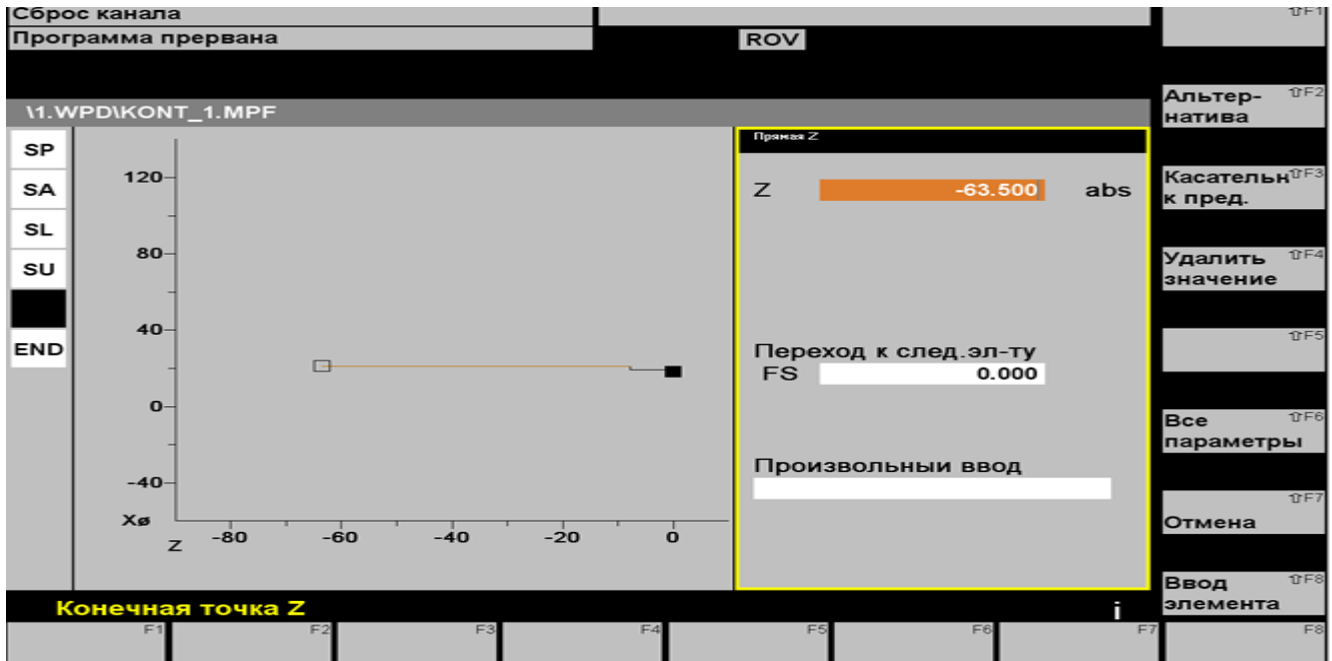 Сброс канала
⇧F1
Программа прервана
ROV
Альтер- ⇧F2
натива
\1.WPD\KONT_1.MPF
Прямая Z
SP
120
Касательн⇧F3
к пред.
SA
Z -63.500 abs
SL
80
SU
Удалить ⇧F4
значение
40
⇧F5
END
Переход к след.эл-ту
FS 0.000
0
Все ⇧F6
параметры
Произвольныи ввод
-40
⇧F7
Отмена
Xø
Z -80 -60 -40 -20 0
Ввод ⇧F8
элемента
Конечная точка Z
i
F1 F2 F3 F4 F5 F6 F7 F8